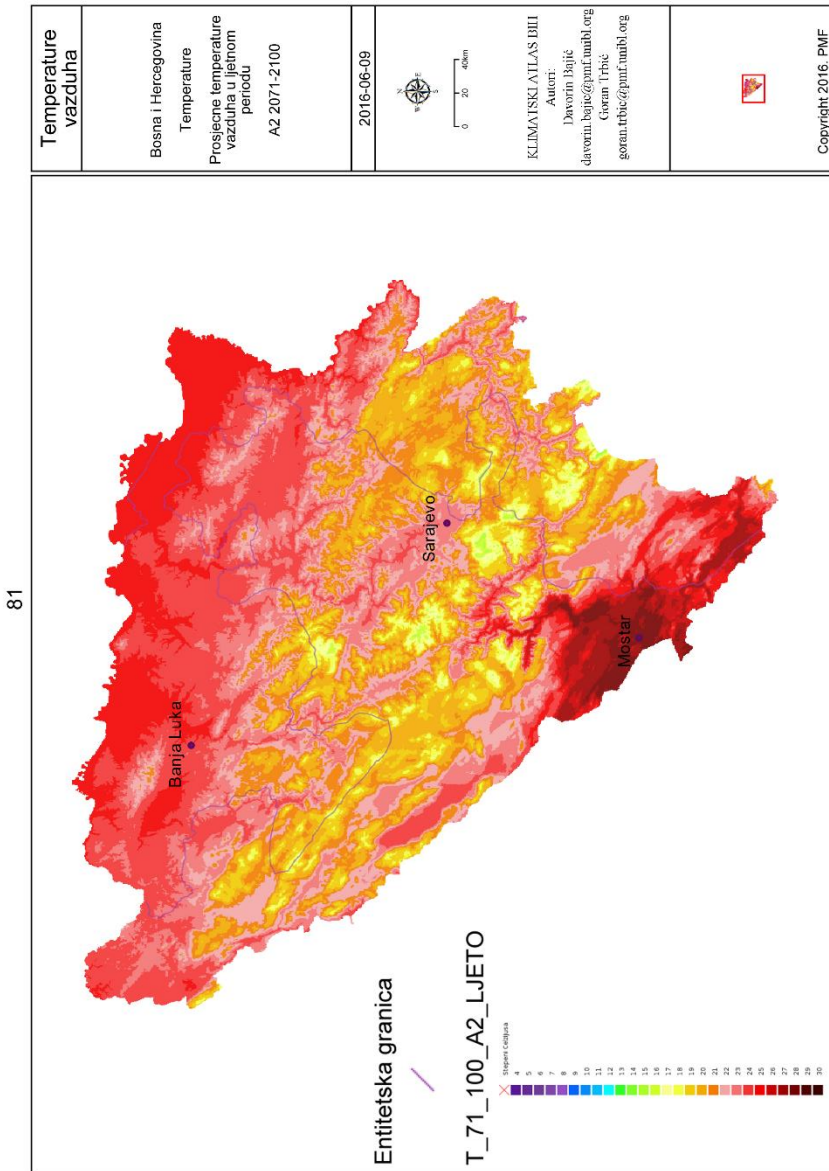 81
Temperature
vazduha
Bosna i Hercegovina
Temperature
Prosjecne temperature
vazduha u ljetnom
periodu
A2 2071-2100
2016-06-09
N
W E
S
0 20 40km
KLIMATSKI ATLAS BIH
Autori:
Davorin Bajić
davorin.bajic@pmf.unibl.org
Goran Trbić
goran.trbic@pmf.unibl.org
Copyright 2016. PMF
Banja Luka
Sarajevo
Mostar
Entitetska granica
T_71_100_A2_LJETO
Stepeni Celzijusa
4
5
6
7
8
9
10
11
12
13
14
15
16
17
18
19
20
21
22
23
24
25
26
27
28
29
30